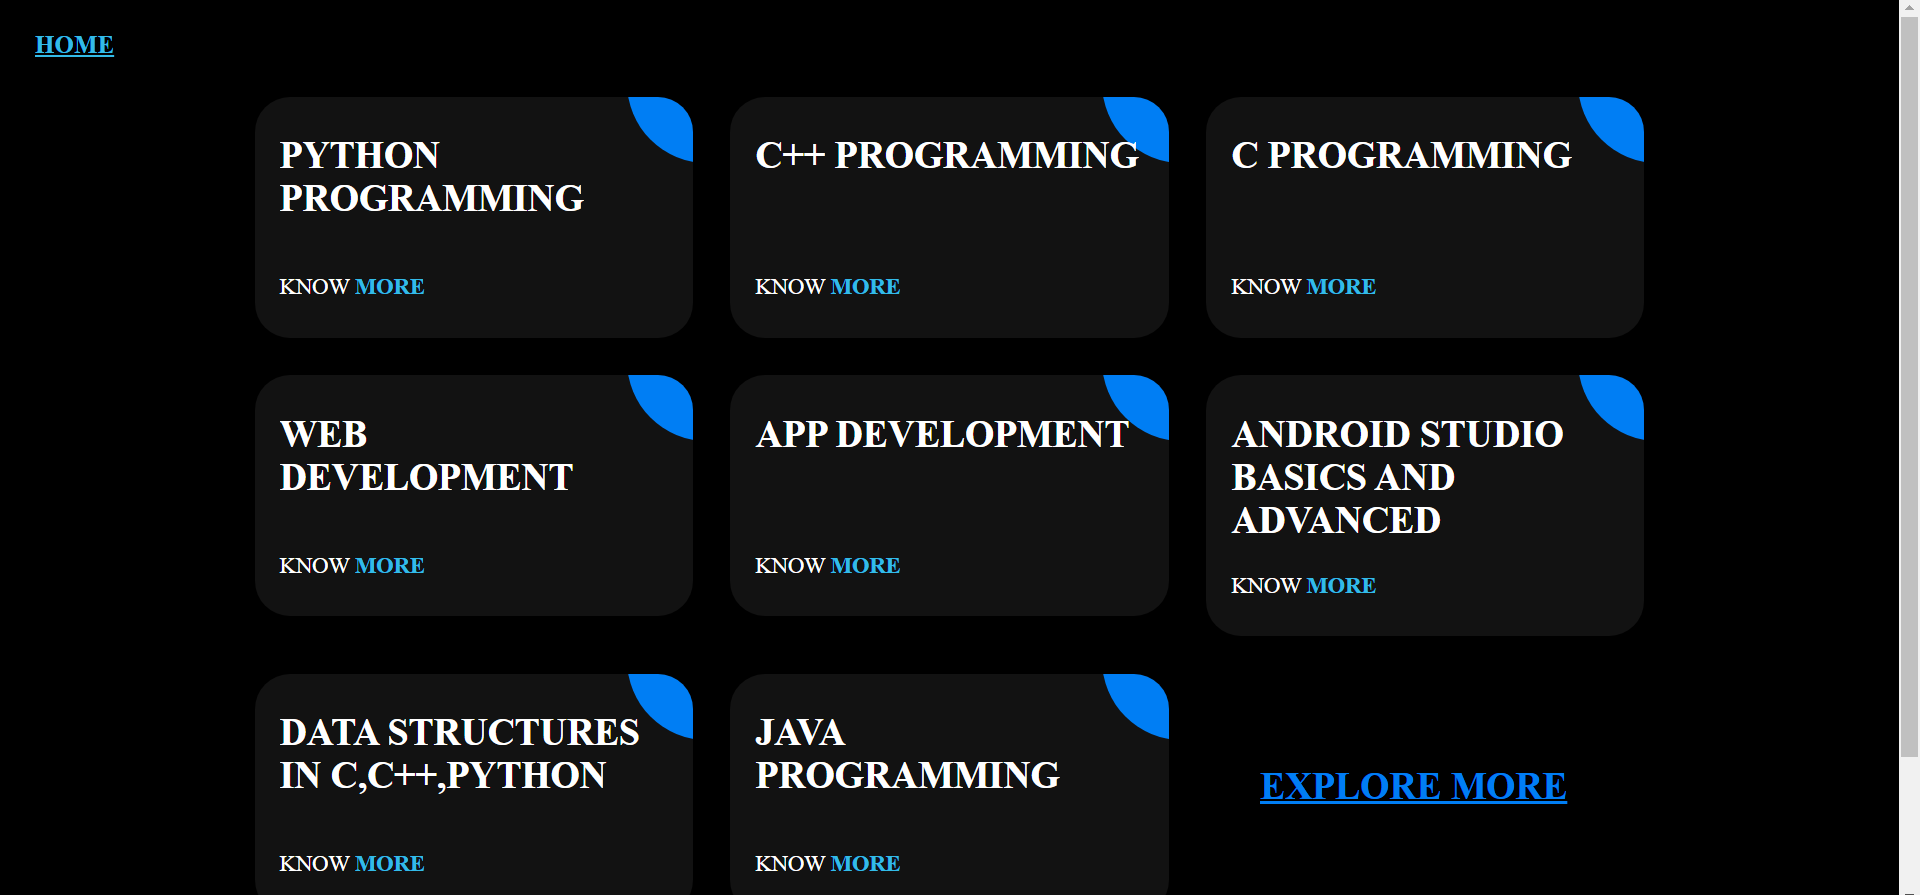 HOME
PYTHON
PROGRAMMING
KNOW MORE
C++ PROGRAMMING
KNOW MORE
C PROGRAMMING
KNOW MORE
WEB
DEVELOPMENT
KNOW MORE
APP DEVELOPMENT
KNOW MORE
ANDROID STUDIO
BASICS AND
ADVANCED
KNOW MORE
DATA STRUCTURES
IN C,C++,PYTHON
KNOW MORE
JAVA
PROGRAMMING
KNOW MORE
EXPLORE MORE